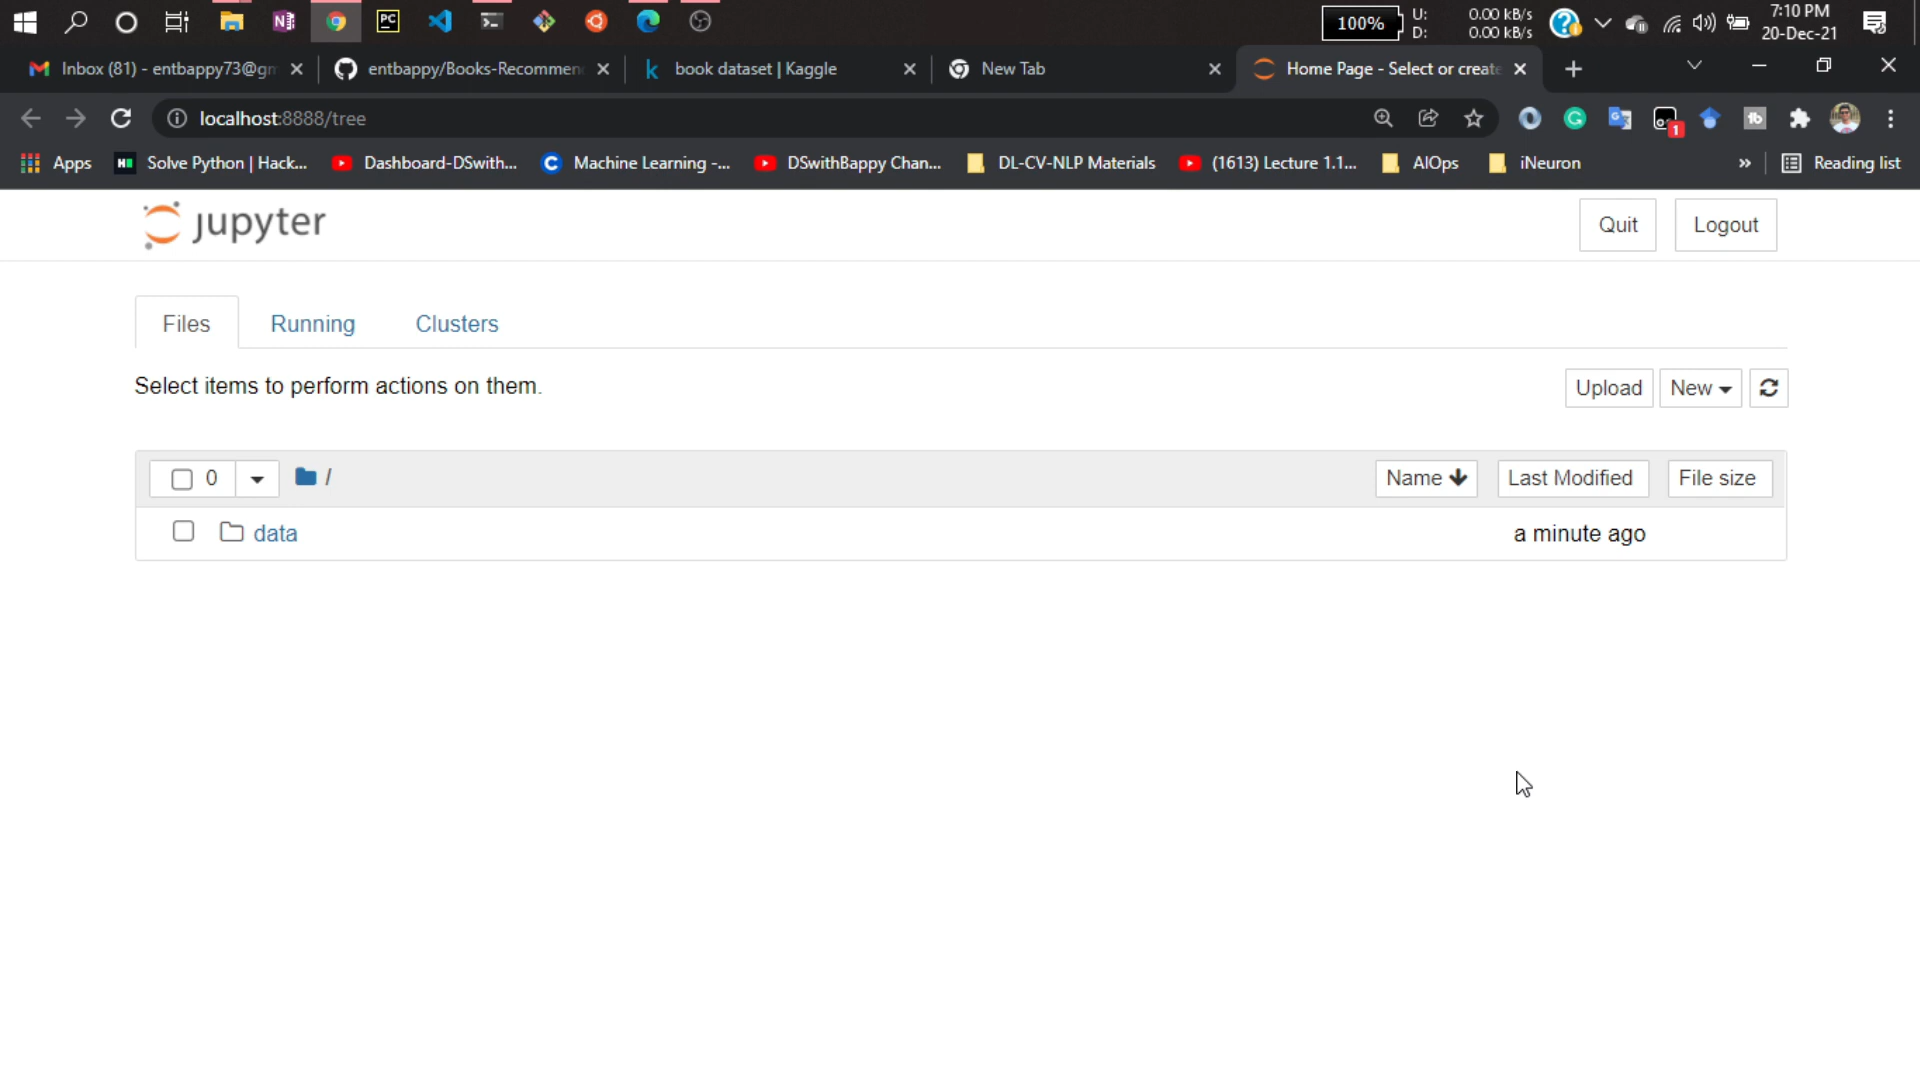 PC
100%
U: 0.00 kB/s
D: 0.00 kB/s
7:10 PM
20-Dec-21
Inbox (81) - entbappy73@gm
entbappy/Books-Recommen
book dataset | Kaggle
New Tab
Home Page - Select or create
localhost:8888/tree
1
Apps
Solve Python | Hack...
Dashboard-DSwith...
Machine Learning -...
DSwithBappy Chan...
DL-CV-NLP Materials
(1613) Lecture 1.1...
AIOps
iNeuron
»
Reading list
jupyter
Quit
Logout
Files
Running
Clusters
Select items to perform actions on them.
Upload
New
0
/
Name
Last Modified
File size
data
a minute ago